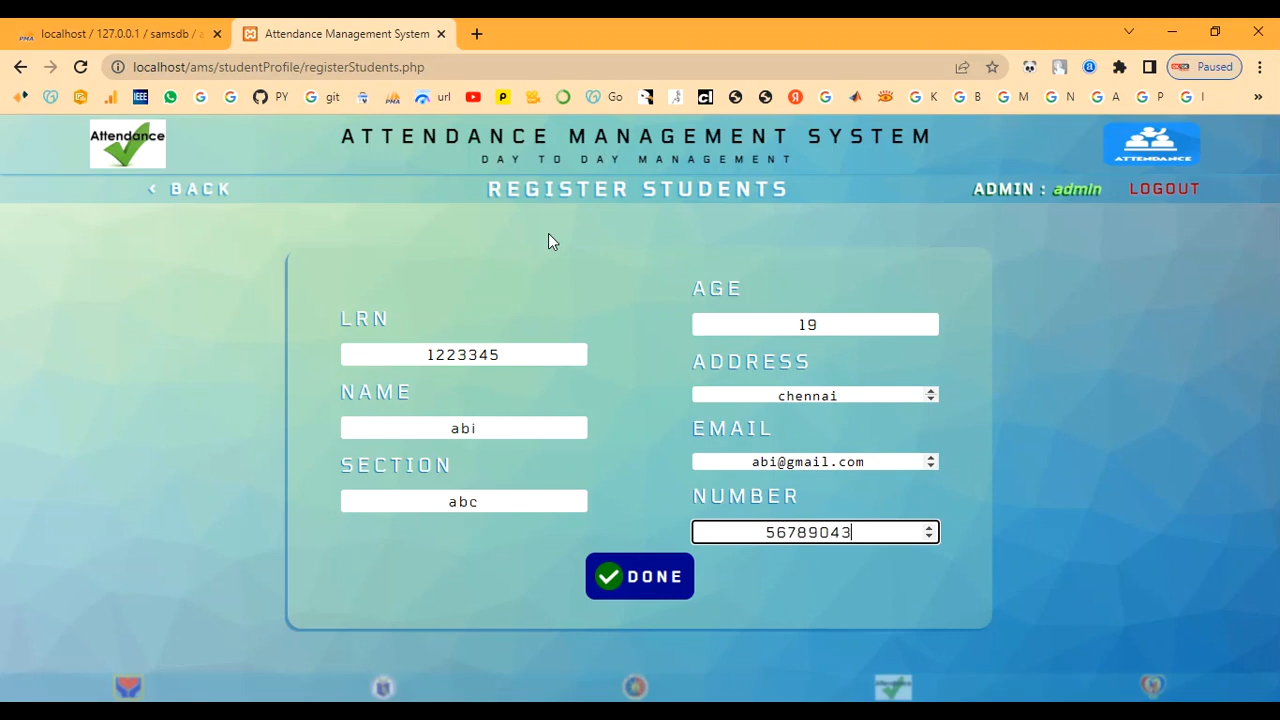 localhost / 127.0.0.1 / samsdb /
Attendance Management System
localhost/ams/studentProfile/registerStudents.php
Paused
IEEE
PY
git
url
Go
K
B
M
N
A
P
I
Attendance
ATTENDANCE MANAGEMENT SYSTEM
DAY TO DAY MANAGEMENT
ATTENDANCE
< BACK
REGISTER STUDENTS
ADMIN : admin
LOGOUT
LRN
1223345
NAME
abi
SECTION
abc
AGE
19
ADDRESS
chennai
EMAIL
abi@gmail.com
NUMBER
56789043
DONE